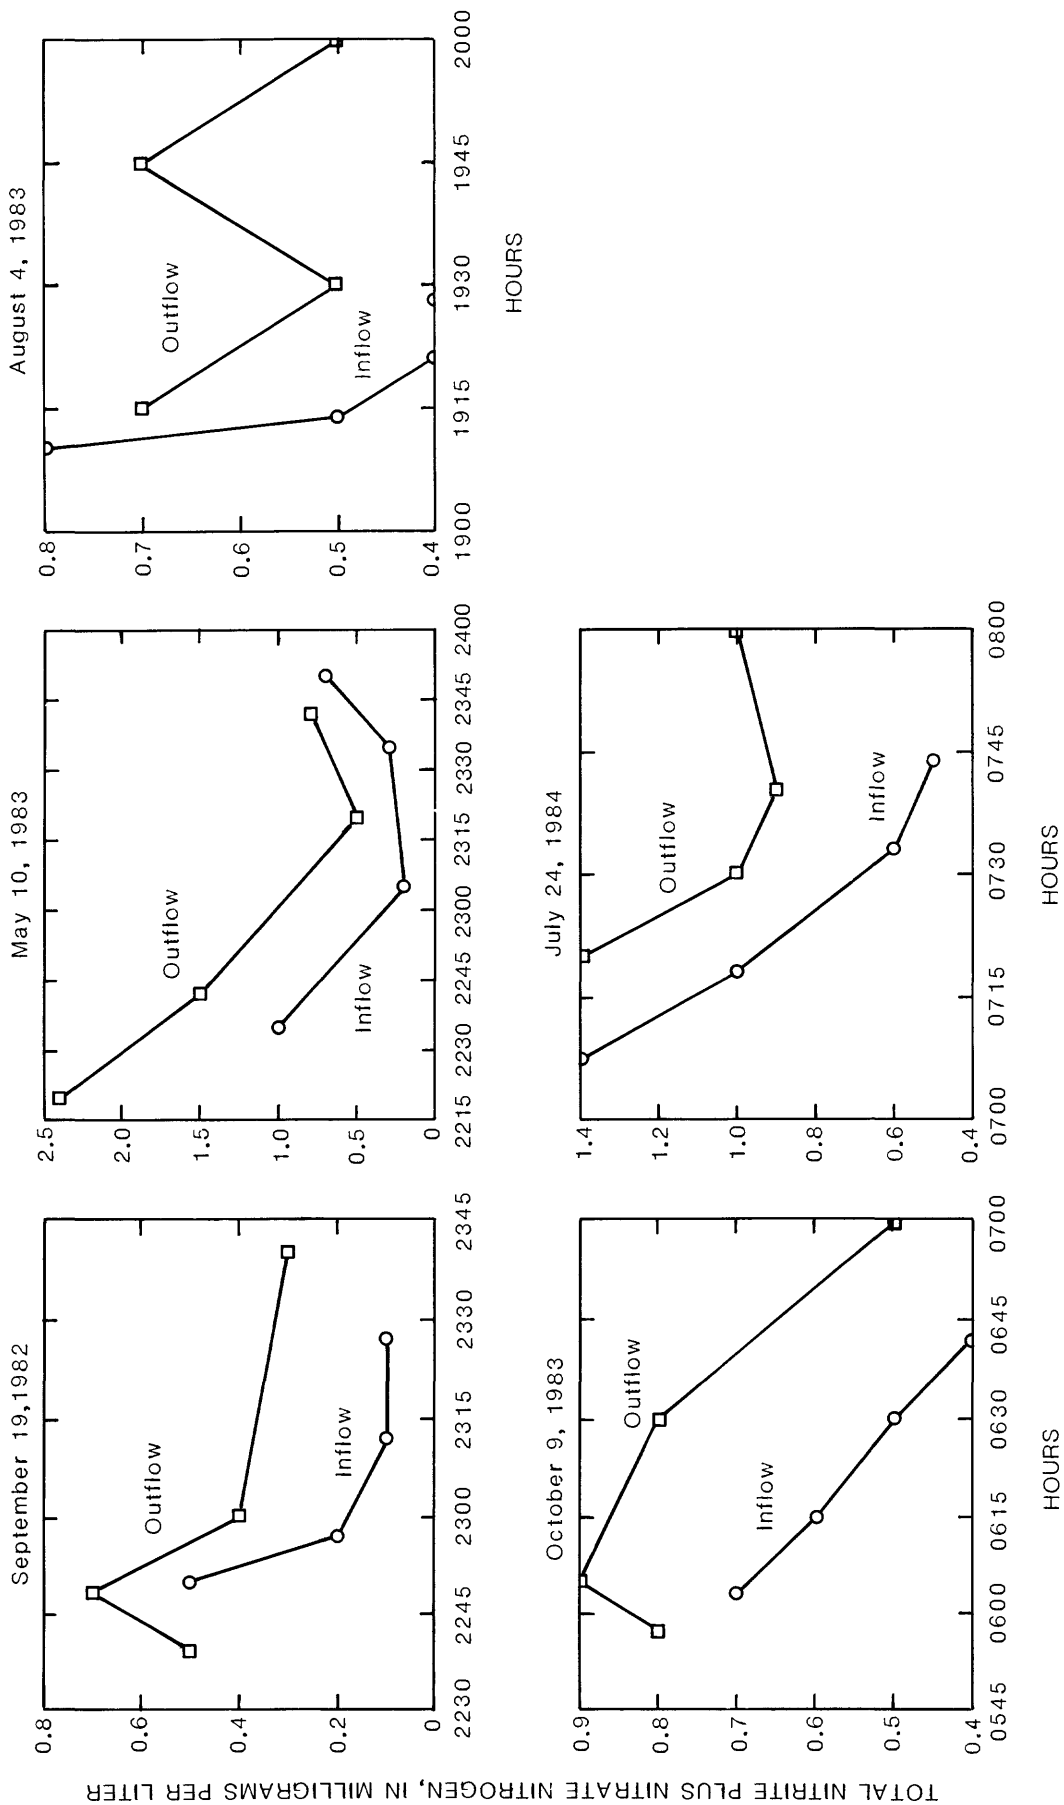 TOTAL NITRITE PLUS NITRATE NITROGEN, IN MILLIGRAMS PER LITER
September 19,1982
0.8
0.6
0.4
0.2
0
Outflow
Inflow
2230 2245 2300 2315 2330 2345
May 10, 1983
2.5
2.0
1.5
1.0
0.5
0
Outflow
Inflow
2215 2230 2245 2300 2315 2330 2345 2400
August 4, 1983
0.8
0.7
0.6
0.5
0.4
Outflow
Inflow
1900 1915 1930 1945 2000
HOURS
October 9, 1983
0.9
0.8
0.7
0.6
0.5
0.4
Outflow
Inflow
0545 0600 0615 0630 0645 0700
HOURS
July 24, 1984
1.4
1.2
1.0
0.8
0.6
0.4
Outflow
Inflow
0700 0715 0730 0745 0800
HOURS